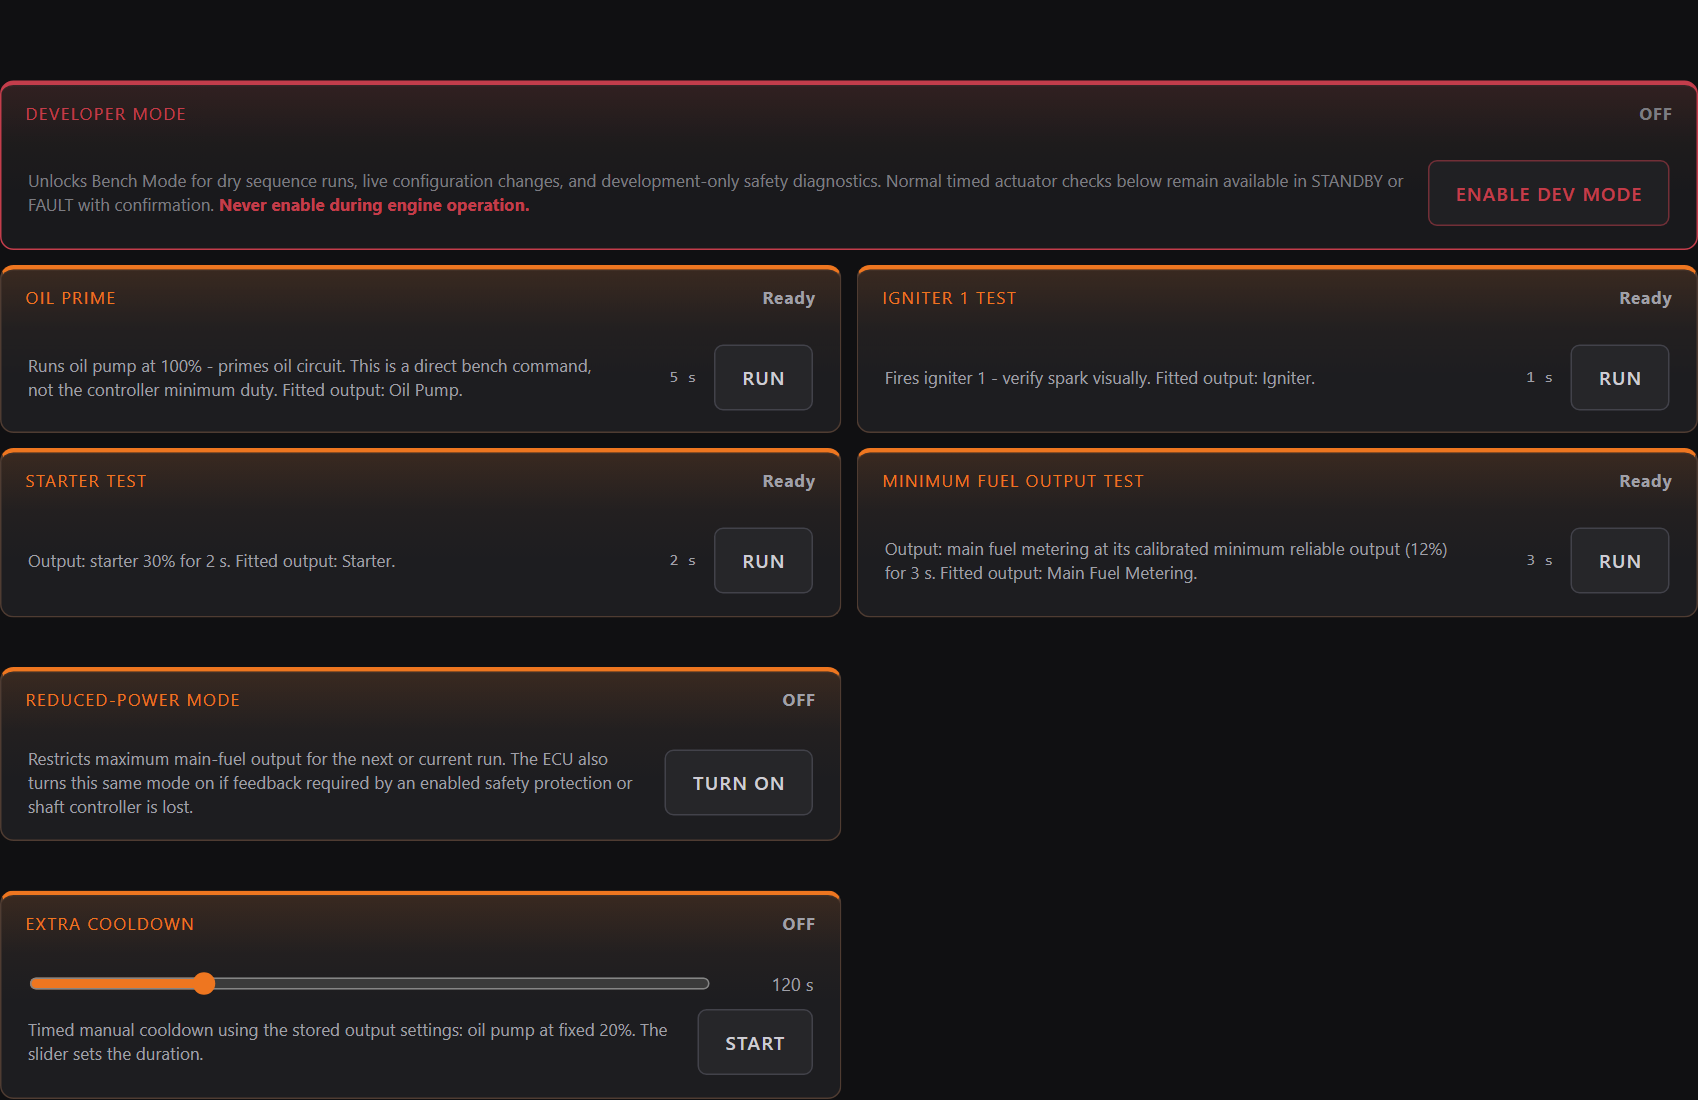 DEVELOPER MODE
OFF
Unlocks Bench Mode for dry sequence runs, live configuration changes, and development-only safety diagnostics. Normal timed actuator checks below remain available in STANDBY or
FAULT with confirmation. Never enable during engine operation.
ENABLE DEV MODE
OIL PRIME
Ready
Runs oil pump at 100% - primes oil circuit. This is a direct bench command,
not the controller minimum duty. Fitted output: Oil Pump.
5 s
RUN
IGNITER 1 TEST
Ready
Fires igniter 1 - verify spark visually. Fitted output: Igniter.
1 s
RUN
STARTER TEST
Ready
Output: starter 30% for 2 s. Fitted output: Starter.
2 s
RUN
MINIMUM FUEL OUTPUT TEST
Ready
Output: main fuel metering at its calibrated minimum reliable output (12%)
for 3 s. Fitted output: Main Fuel Metering.
3 s
RUN
REDUCED-POWER MODE
OFF
Restricts maximum main-fuel output for the next or current run. The ECU also
turns this same mode on if feedback required by an enabled safety protection or
shaft controller is lost.
TURN ON
EXTRA COOLDOWN
OFF
120 s
Timed manual cooldown using the stored output settings: oil pump at fixed 20%. The
slider sets the duration.
START